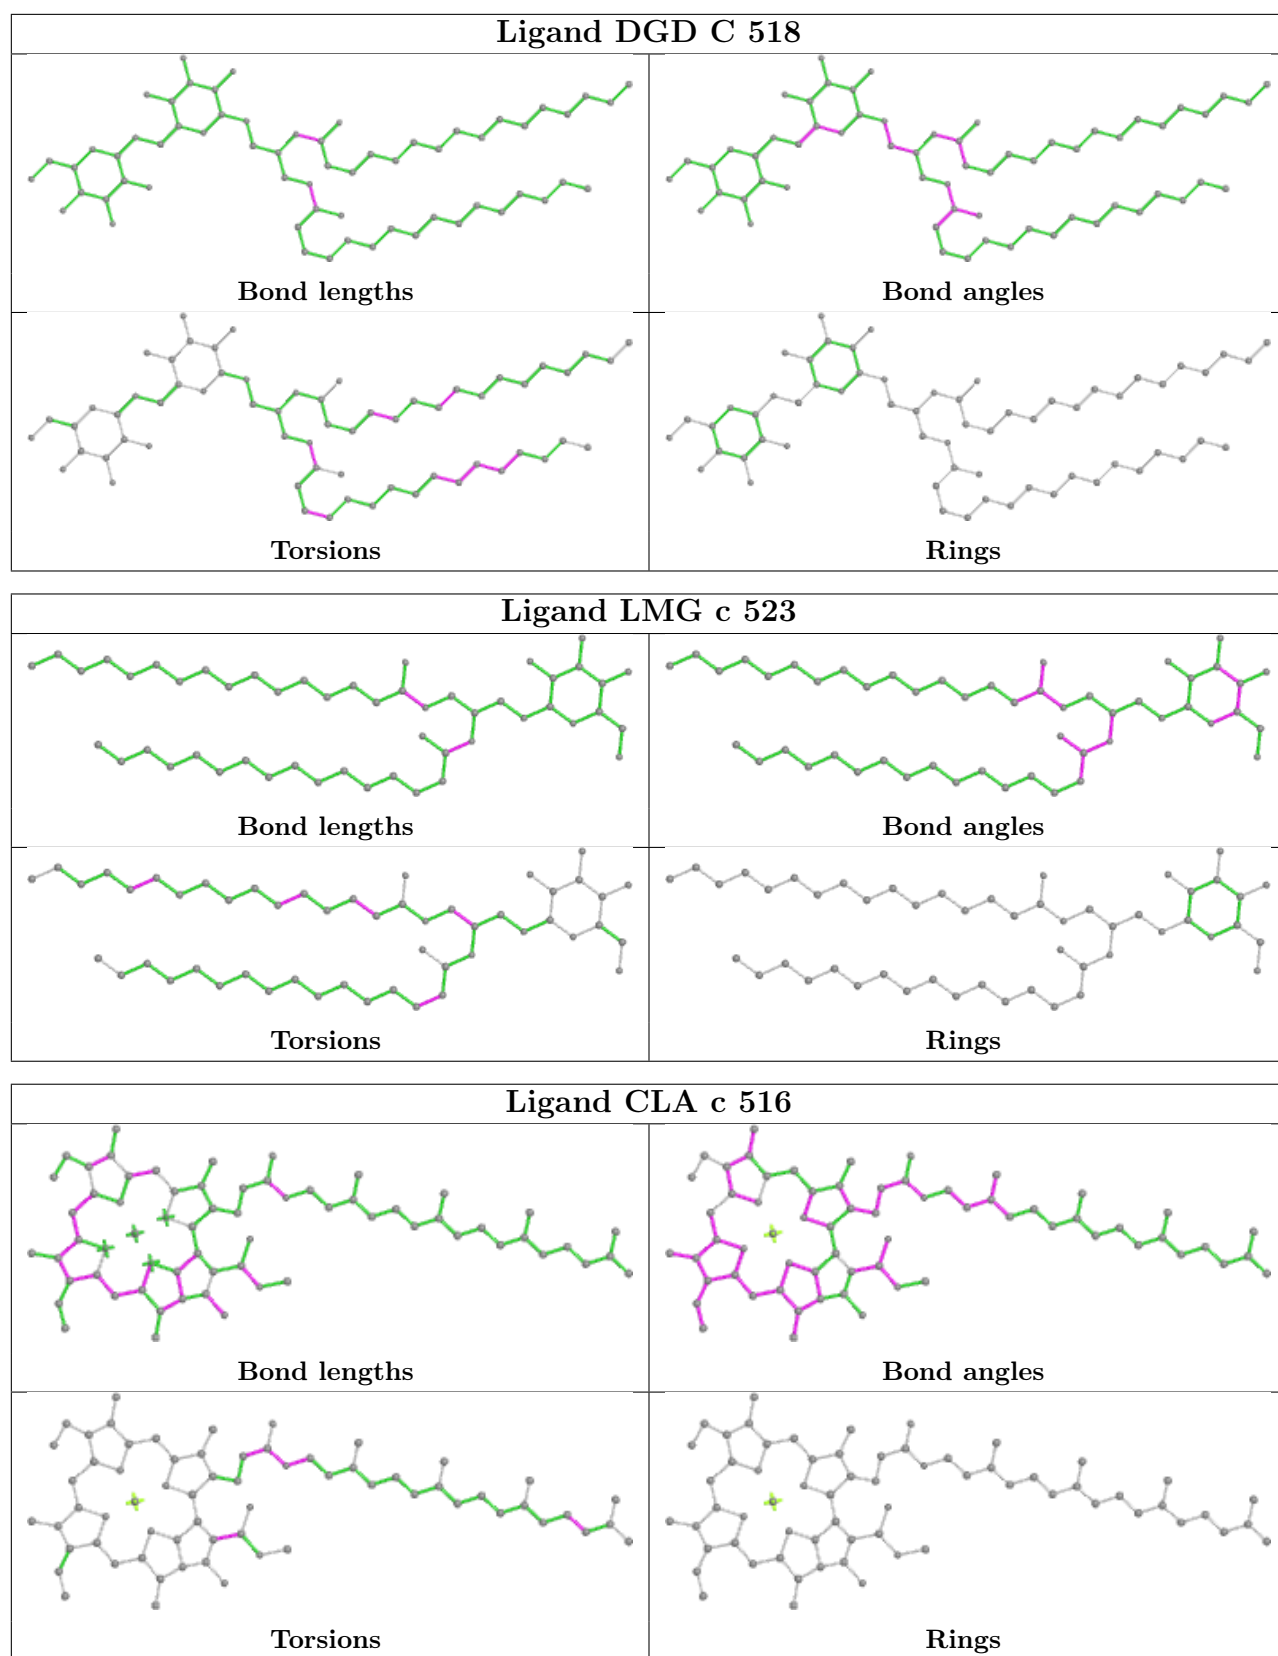 Ligand DGD C 518
Bond lengths
Bond angles
Torsions
Rings
Ligand LMG c 523
Bond lengths
Bond angles
Torsions
Rings
Ligand CLA c 516
Bond lengths
Bond angles
Torsions
Rings